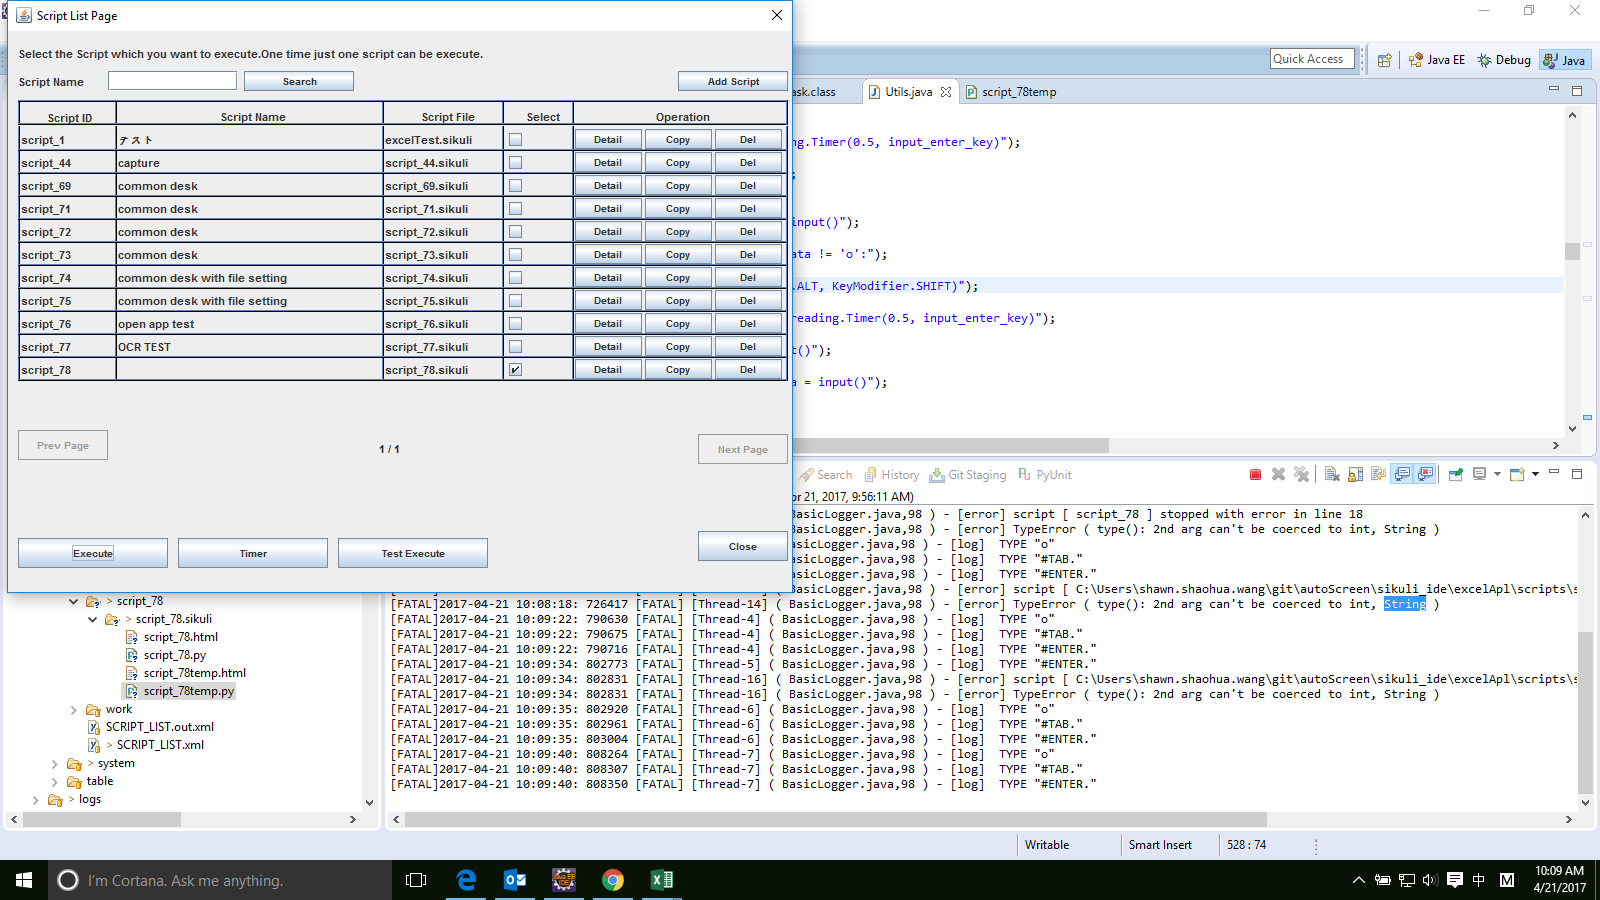 Script List Page
Select the Script which you want to execute.One time just one script can be execute.
Script Name Search Add Script
Script ID Script Name Script File Select Operation
script_1 テスト excelTest.sikuli Detail Copy Del
script_44 capture script_44.sikuli Detail Copy Del
script_69 common desk script_69.sikuli Detail Copy Del
script_71 common desk script_71.sikuli Detail Copy Del
script_72 common desk script_72.sikuli Detail Copy Del
script_73 common desk script_73.sikuli Detail Copy Del
script_74 common desk with file setting script_74.sikuli Detail Copy Del
script_75 common desk with file setting script_75.sikuli Detail Copy Del
script_76 open app test script_76.sikuli Detail Copy Del
script_77 OCR TEST script_77.sikuli Detail Copy Del
script_78 script_78.sikuli Detail Copy Del
Prev Page 1 / 1 Next Page
Execute Timer Test Execute Close
Quick Access Java EE Debug Java
ask.class Utils.java script_78temp
ng.Timer(0.5, input_enter_key)");
;
input()");
ata != 'o':");
.ALT, KeyModifier.SHIFT)");
reading.Timer(0.5, input_enter_key)");
t()");
a = input()");
Search History Git Staging PyUnit
or 21, 2017, 9:56:11 AM)
BasicLogger.java,98 ) - [error] script [ script_78 ] stopped with error in line 18
BasicLogger.java,98 ) - [error] TypeError ( type(): 2nd arg can't be coerced to int, String )
BasicLogger.java,98 ) - [log] TYPE "o"
BasicLogger.java,98 ) - [log] TYPE "#TAB."
BasicLogger.java,98 ) - [log] TYPE "#ENTER."
BasicLogger.java,98 ) - [error] script [ C:\Users\shawn.shaohua.wang\git\autoScreen\sikuli_ide\excelApl\scripts\s
[FATAL]2017-04-21 10:08:18: 726417 [FATAL] [Thread-14] ( BasicLogger.java,98 ) - [error] TypeError ( type(): 2nd arg can't be coerced to int, String )
[FATAL]2017-04-21 10:09:22: 790630 [FATAL] [Thread-4] ( BasicLogger.java,98 ) - [log] TYPE "o"
[FATAL]2017-04-21 10:09:22: 790675 [FATAL] [Thread-4] ( BasicLogger.java,98 ) - [log] TYPE "#TAB."
[FATAL]2017-04-21 10:09:22: 790716 [FATAL] [Thread-4] ( BasicLogger.java,98 ) - [log] TYPE "#ENTER."
[FATAL]2017-04-21 10:09:34: 802773 [FATAL] [Thread-5] ( BasicLogger.java,98 ) - [log] TYPE "#ENTER."
[FATAL]2017-04-21 10:09:34: 802831 [FATAL] [Thread-16] ( BasicLogger.java,98 ) - [error] script [ C:\Users\shawn.shaohua.wang\git\autoScreen\sikuli_ide\excelApl\scripts\s
[FATAL]2017-04-21 10:09:34: 802831 [FATAL] [Thread-16] ( BasicLogger.java,98 ) - [error] TypeError ( type(): 2nd arg can't be coerced to int, String )
[FATAL]2017-04-21 10:09:35: 802920 [FATAL] [Thread-6] ( BasicLogger.java,98 ) - [log] TYPE "o"
[FATAL]2017-04-21 10:09:35: 802961 [FATAL] [Thread-6] ( BasicLogger.java,98 ) - [log] TYPE "#TAB."
[FATAL]2017-04-21 10:09:35: 803004 [FATAL] [Thread-6] ( BasicLogger.java,98 ) - [log] TYPE "#ENTER."
[FATAL]2017-04-21 10:09:40: 808264 [FATAL] [Thread-7] ( BasicLogger.java,98 ) - [log] TYPE "o"
[FATAL]2017-04-21 10:09:40: 808307 [FATAL] [Thread-7] ( BasicLogger.java,98 ) - [log] TYPE "#TAB."
[FATAL]2017-04-21 10:09:40: 808350 [FATAL] [Thread-7] ( BasicLogger.java,98 ) - [log] TYPE "#ENTER."
> script_78
> script_78.sikuli
script_78.html
script_78.py
script_78temp.html
script_78temp.py
work
SCRIPT_LIST.out.xml
> SCRIPT_LIST.xml
> system
table
> logs
Writable Smart Insert 528 : 74
I'm Cortana. Ask me anything.
中 M 10:09 AM
4/21/2017